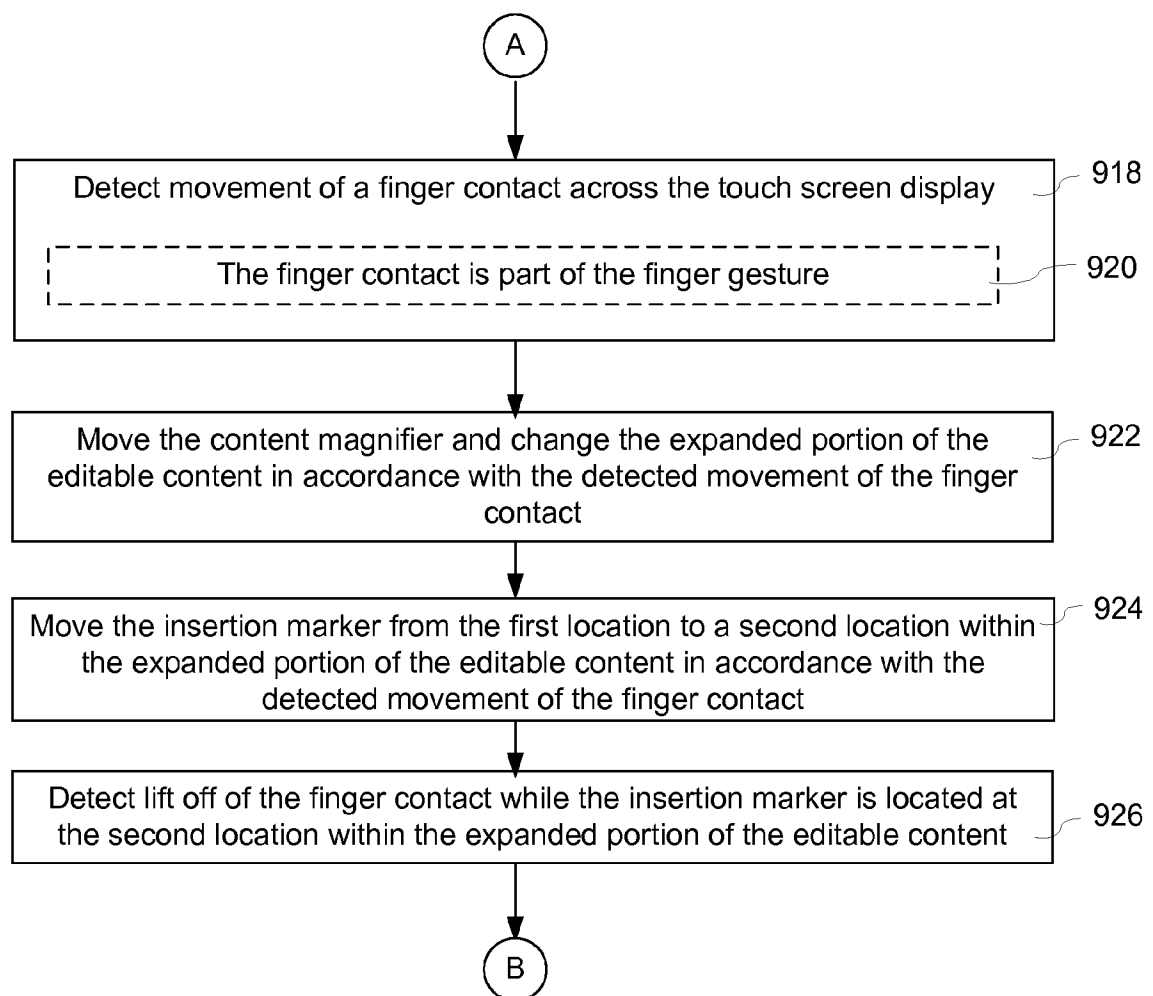 A
Detect movement of a finger contact across the touch screen display
918
The finger contact is part of the finger gesture
920
Move the content magnifier and change the expanded portion of the
editable content in accordance with the detected movement of the finger
contact
922
Move the insertion marker from the first location to a second location within
the expanded portion of the editable content in accordance with the
detected movement of the finger contact
924
Detect lift off of the finger contact while the insertion marker is located at
the second location within the expanded portion of the editable content
926
B